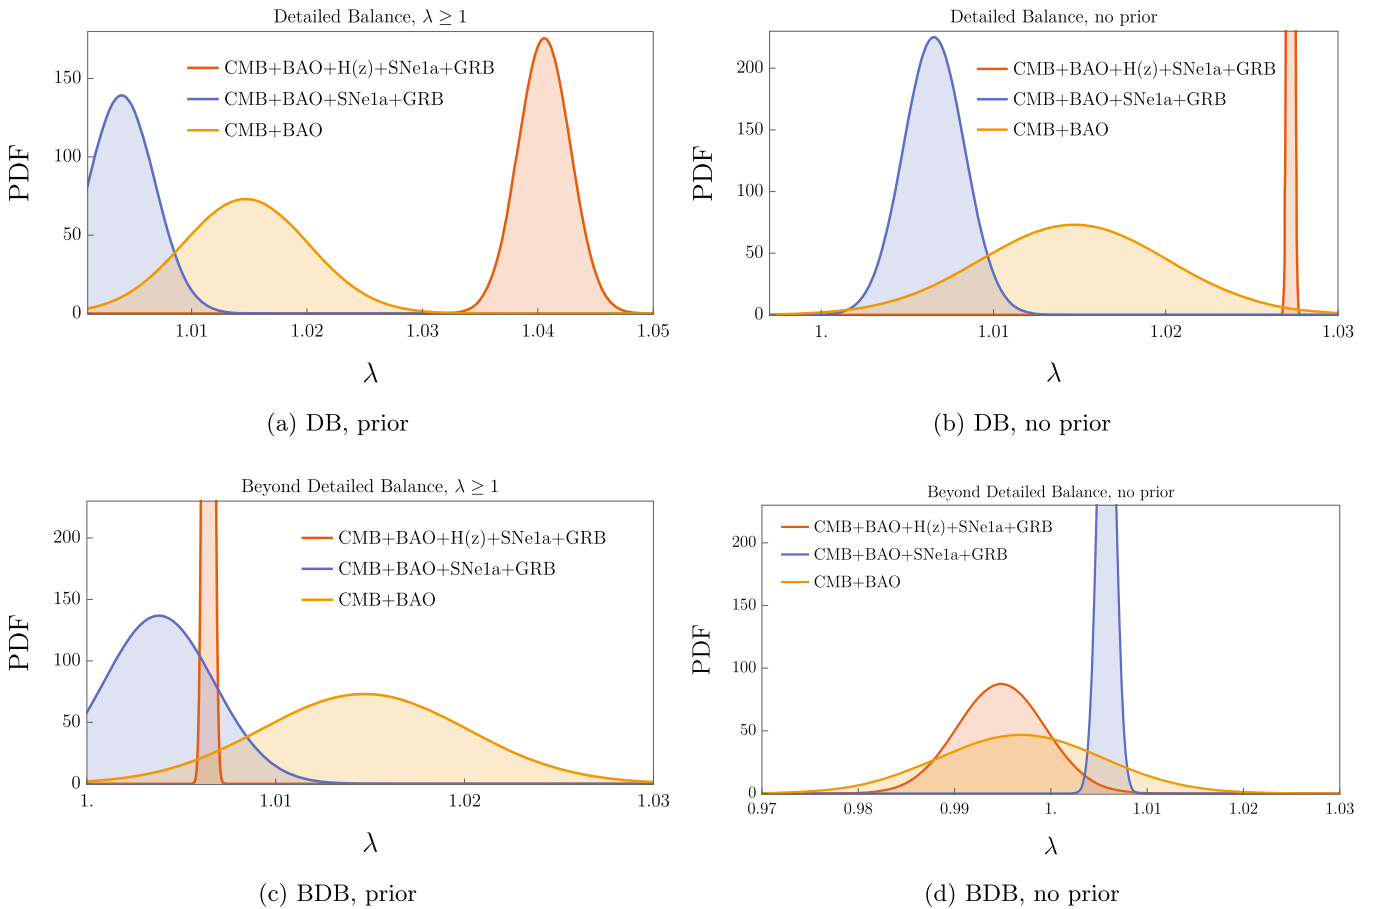 Detailed Balance, λ ≥ 1
CMB+BAO+H(z)+SNe1a+GRB
CMB+BAO+SNe1a+GRB
CMB+BAO
PDF
150
100
50
0
1.01 1.02 1.03 1.04 1.05
λ
(a) DB, prior
Detailed Balance, no prior
CMB+BAO+H(z)+SNe1a+GRB
CMB+BAO+SNe1a+GRB
CMB+BAO
PDF
200
150
100
50
0
1. 1.01 1.02 1.03
λ
(b) DB, no prior
Beyond Detailed Balance, λ ≥ 1
CMB+BAO+H(z)+SNe1a+GRB
CMB+BAO+SNe1a+GRB
CMB+BAO
PDF
200
150
100
50
0
1. 1.01 1.02 1.03
λ
(c) BDB, prior
Beyond Detailed Balance, no prior
CMB+BAO+H(z)+SNe1a+GRB
CMB+BAO+SNe1a+GRB
CMB+BAO
PDF
200
150
100
50
0
0.97 0.98 0.99 1. 1.01 1.02 1.03
λ
(d) BDB, no prior